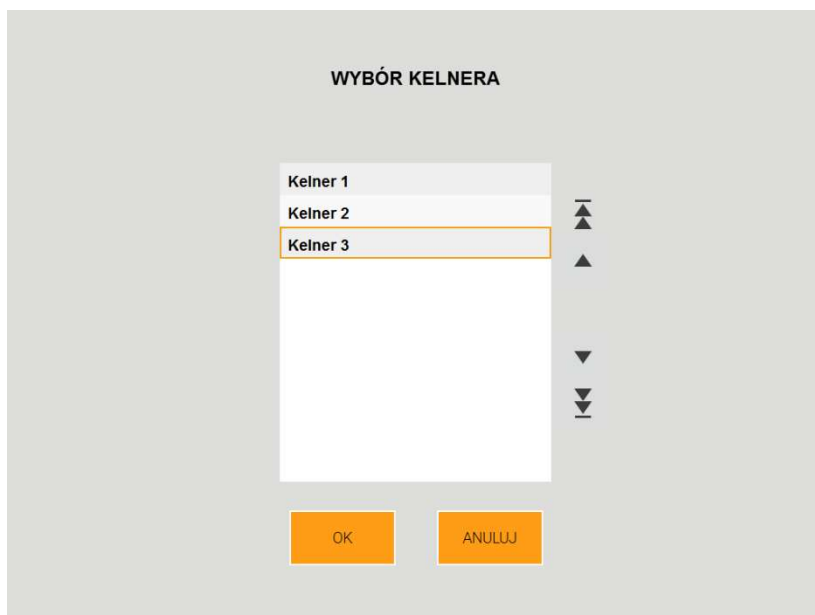 WYBÓR KELNERA
Kelner 1
Kelner 2
Kelner 3
OK
ANULUJ